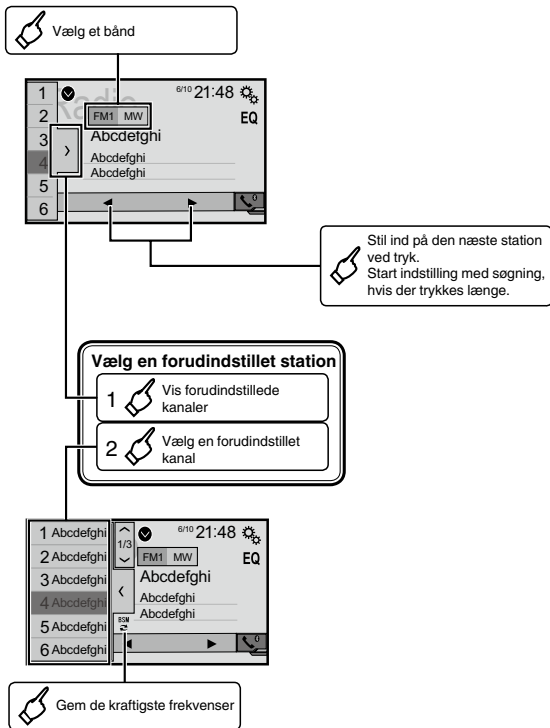 Vælg et bånd
1
2
3
4
5
6
Radio
6/10 21:48
FM1 MW
EQ
Abcdefghi
Abcdefghi
Abcdefghi
Stil ind på den næste station
ved tryk.
Start indstilling med søgning,
hvis der trykkes længe.
Vælg en forudindstillet station
1 Vis forudindstillede
kanaler
2 Vælg en forudindstillet
kanal
1 Abcdefghi
2 Abcdefghi
3 Abcdefghi
4 Abcdefghi
5 Abcdefghi
6 Abcdefghi
1/3
BSM
6/10 21:48
FM1 MW
EQ
Abcdefghi
Abcdefghi
Abcdefghi
Gem de kraftigste frekvenser